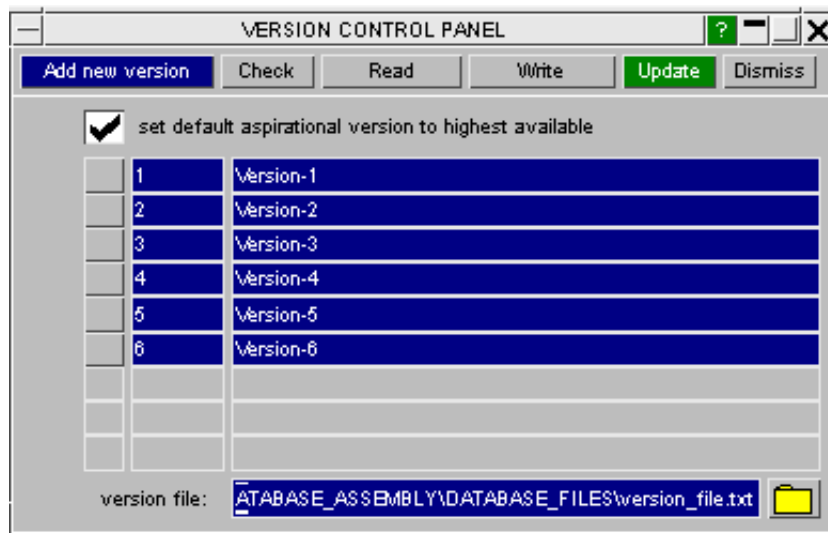 VERSION CONTROL PANEL ?
Add new version Check Read Write Update Dismiss
set default aspirational version to highest available
1 Version-1
2 Version-2
3 Version-3
4 Version-4
5 Version-5
6 Version-6
version file: ATABASE_ASSEMBLY\DATABASE_FILES\version_file.txt